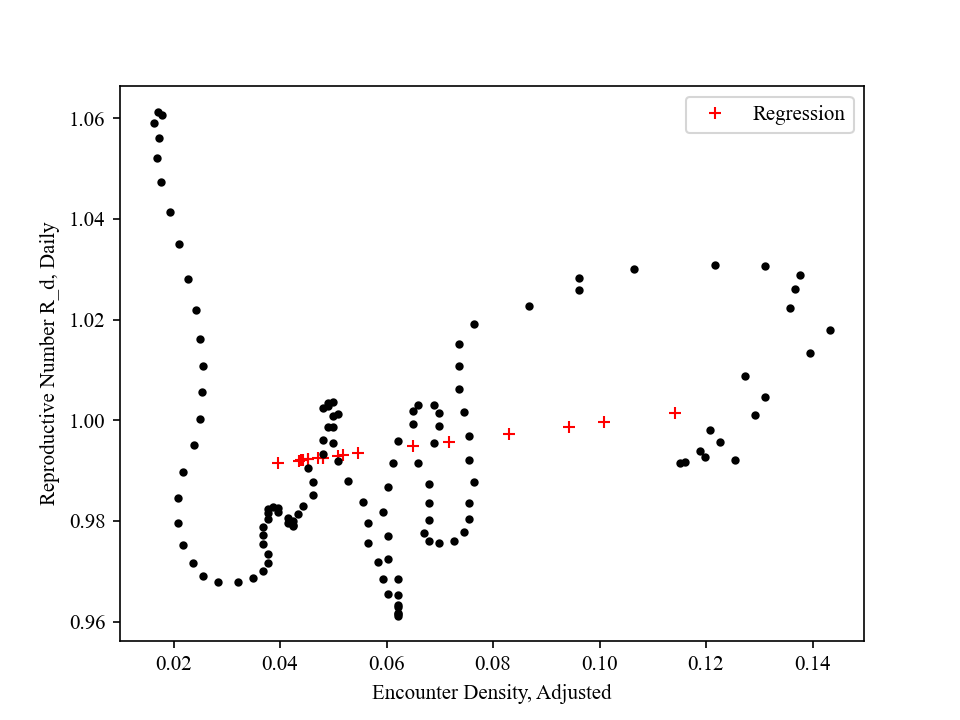 Regression
1.06
1.04
1.02
1.00
0.98
0.96
Reproductive Number R_d, Daily
0.02 0.04 0.06 0.08 0.10 0.12 0.14
Encounter Density, Adjusted